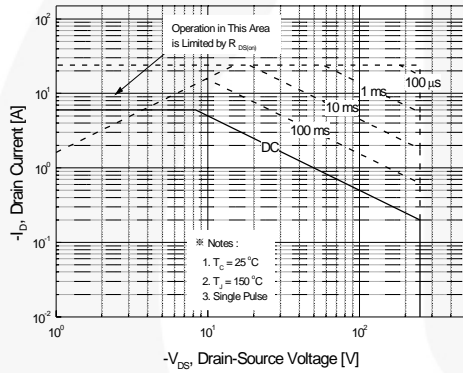 Operation in This Area
is Limited by R DS(on)
10²
10¹
10⁰
10⁻¹
10⁻²
100 µs
1 ms
10 ms
100 ms
DC
※ Notes :
1. T_C = 25 °C
2. T_J = 150 °C
3. Single Pulse
10⁰
10¹
10²
-I_D, Drain Current [A]
-V_DS, Drain-Source Voltage [V]